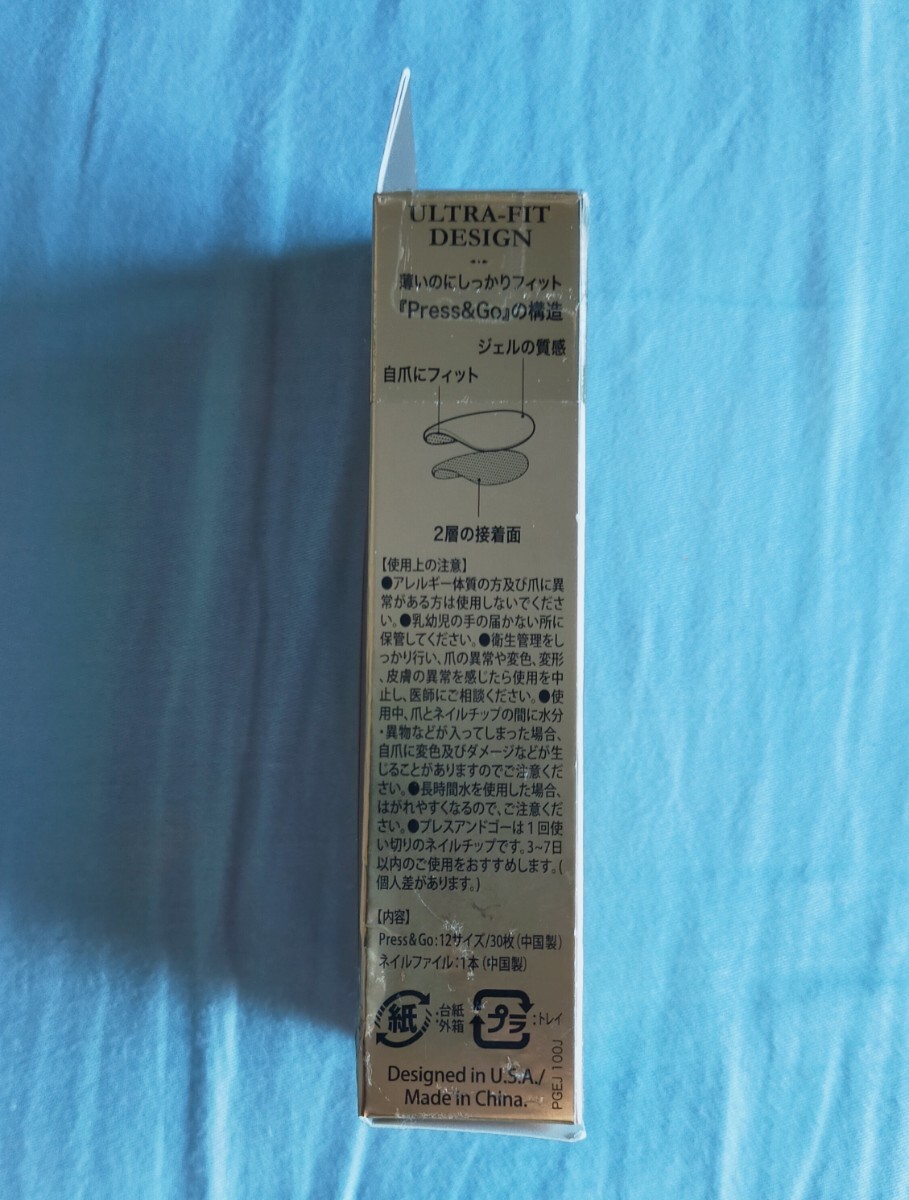 ULTRA-FIT
DESIGN
薄いのにしっかりフィット
『Press&Go』の構造
ジェルの質感
自爪にフィット
2層の接着面
【使用上の注意】
●アレルギー体質の方及び爪に異
常がある方は使用しないでくださ
い。●乳幼児の手の届かない所に
保管してください。●衛生管理をし
っかり行い、爪の異常や変色、変形
、皮膚の異常を感じたら使用を中
止し、医師にご相談ください。●使
用中、爪とネイルチップの間に水分
・異物などが入ってしまった場合、
自爪に変色及びダメージなどが生
じることがありますのでご注意くだ
さい。●長時間水を使用した場合、
はがれやすくなるので、ご注意くだ
さい。●プレスアンドゴーは1回使
い切りのネイルチップです。3~7日
以内のご使用をおすすめします。(
個人差があります。)
【内容】
Press&Go:12サイズ/30枚(中国製)
ネイルファイル:1本(中国製)
紙
:台紙
・外箱
プラ
:トレイ
Designed in U.S.A./
Made in China.
PGEJ100J